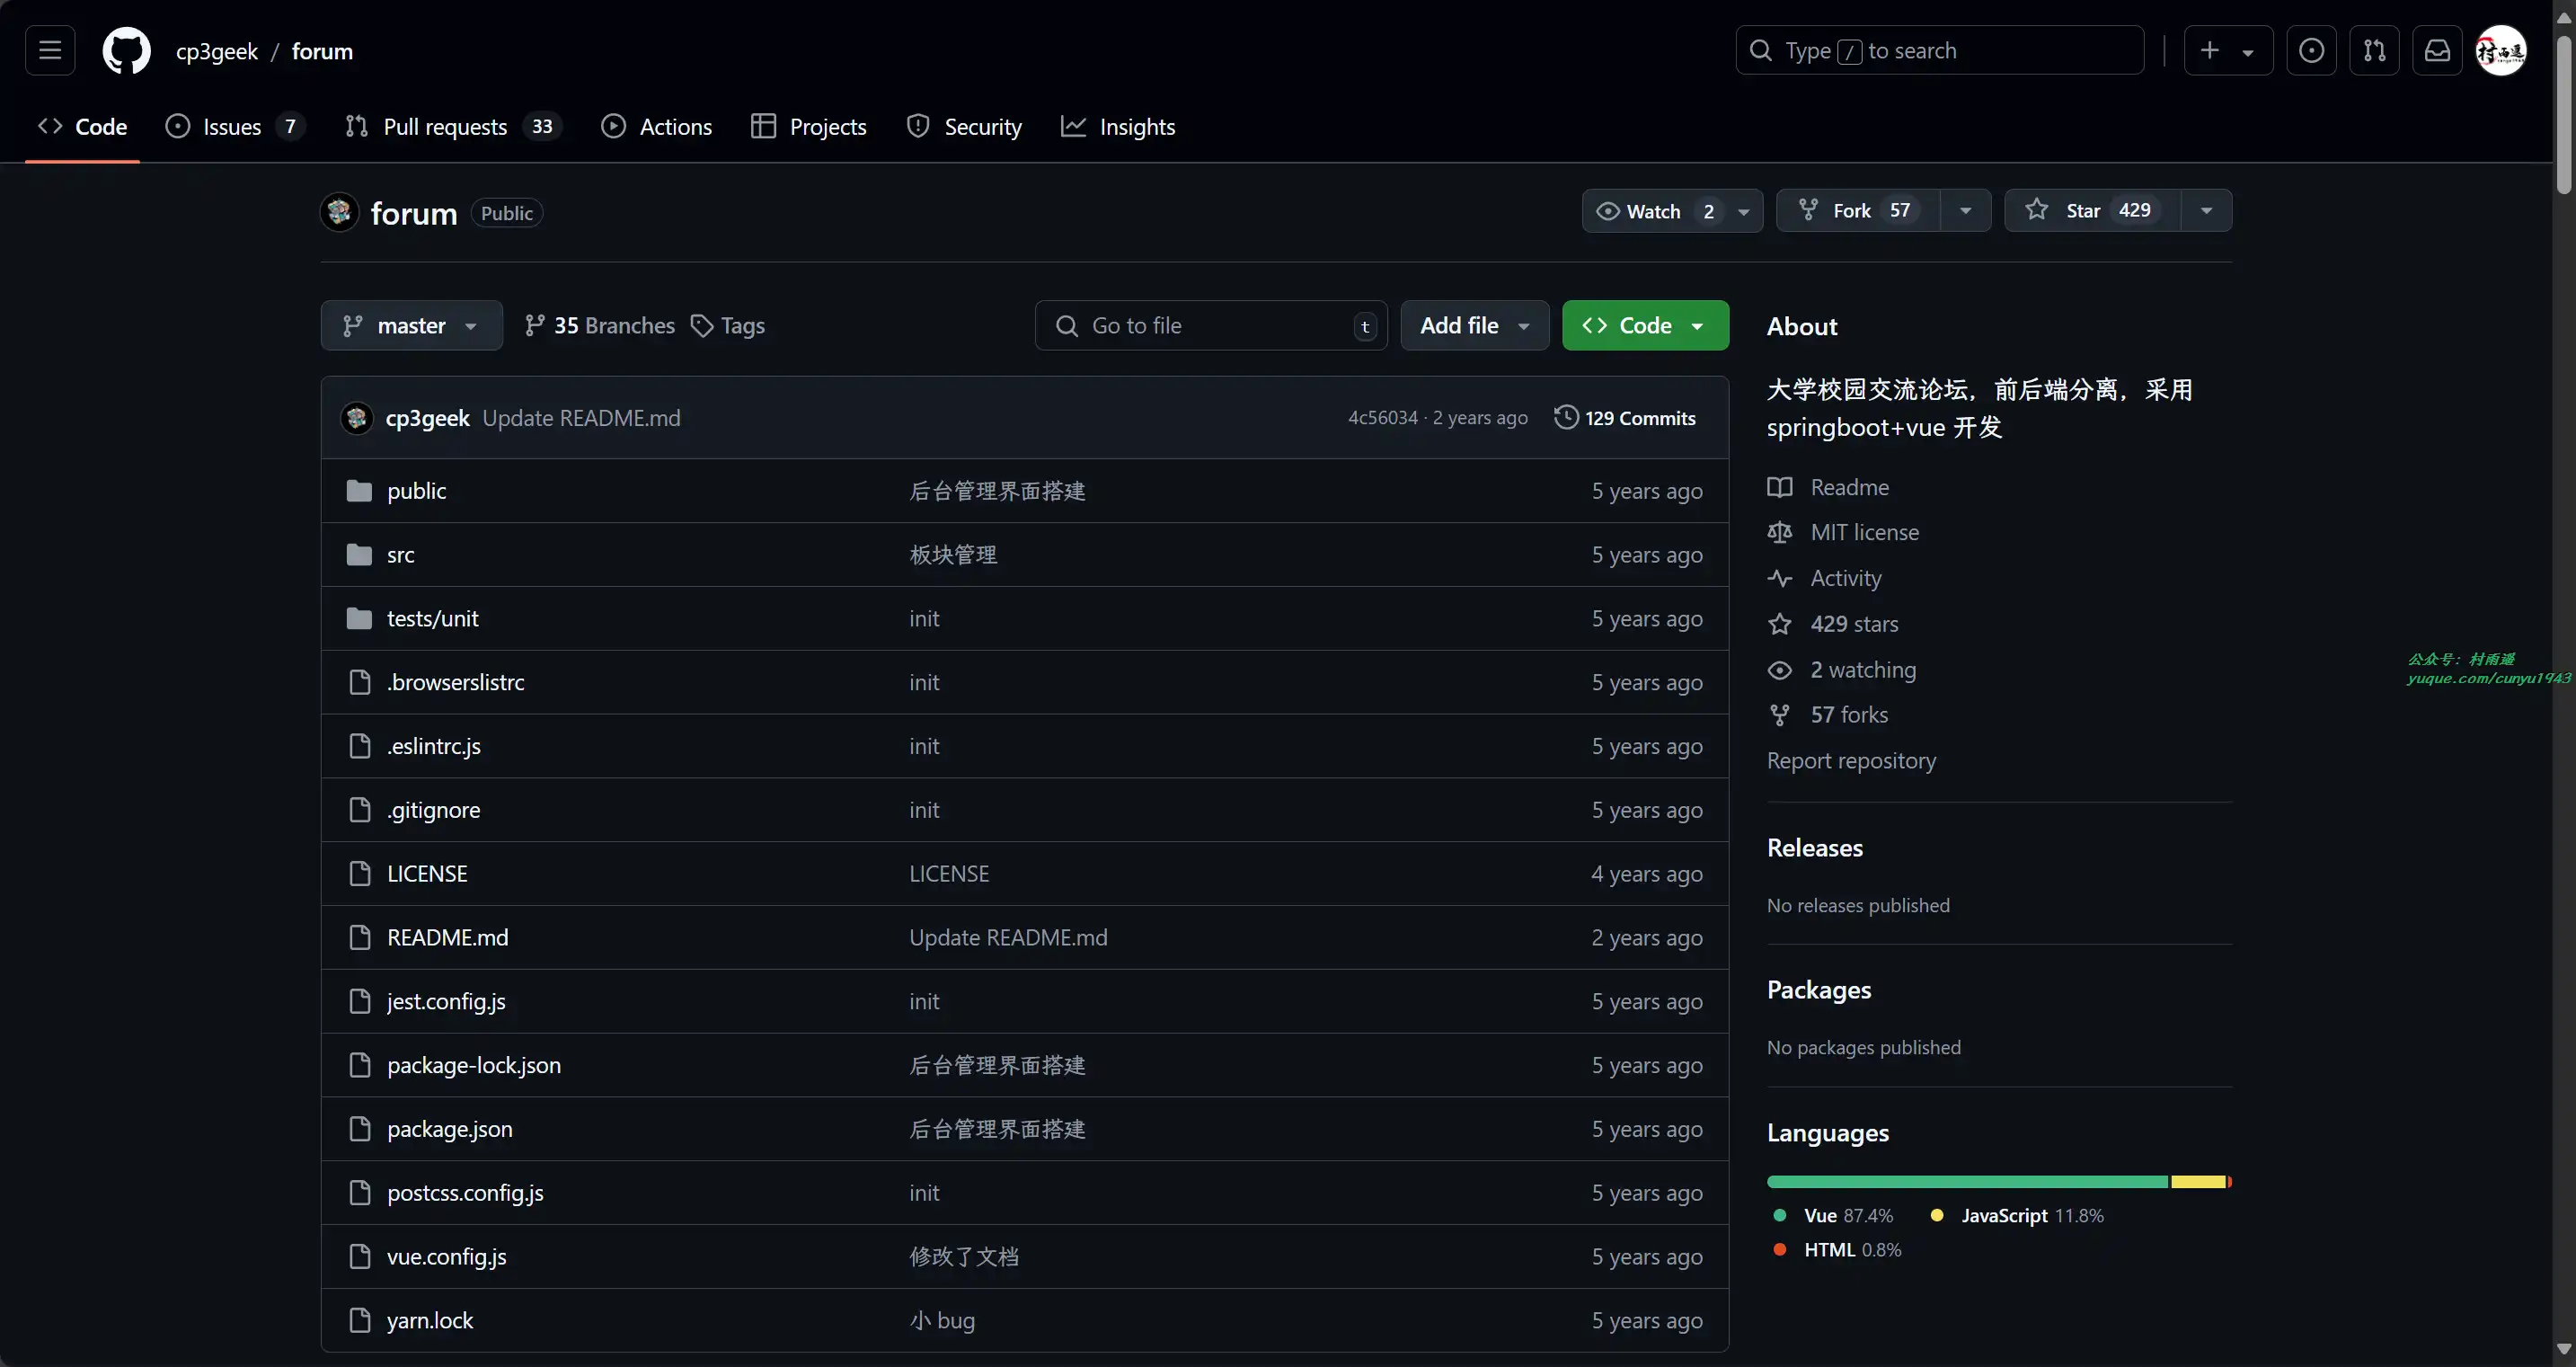 cp3geek / forum
Type / to search
Code
Issues 7
Pull requests 33
Actions
Projects
Security
Insights
forum Public
Watch 2
Fork 57
Star 429
master
35 Branches
Tags
Go to file t
Add file
Code
cp3geek Update README.md 4c56034 · 2 years ago 129 Commits
public 后台管理界面搭建 5 years ago
src 板块管理 5 years ago
tests/unit init 5 years ago
.browserslistrc init 5 years ago
.eslintrc.js init 5 years ago
.gitignore init 5 years ago
LICENSE LICENSE 4 years ago
README.md Update README.md 2 years ago
jest.config.js init 5 years ago
package-lock.json 后台管理界面搭建 5 years ago
package.json 后台管理界面搭建 5 years ago
postcss.config.js init 5 years ago
vue.config.js 修改了文档 5 years ago
yarn.lock 小 bug 5 years ago
About
大学校园交流论坛，前后端分离，采用
springboot+vue 开发
Readme
MIT license
Activity
429 stars
2 watching
57 forks
Report repository
Releases
No releases published
Packages
No packages published
Languages
Vue 87.4% JavaScript 11.8%
HTML 0.8%
公众号：村雨遥
yuque.com/cunyu1943